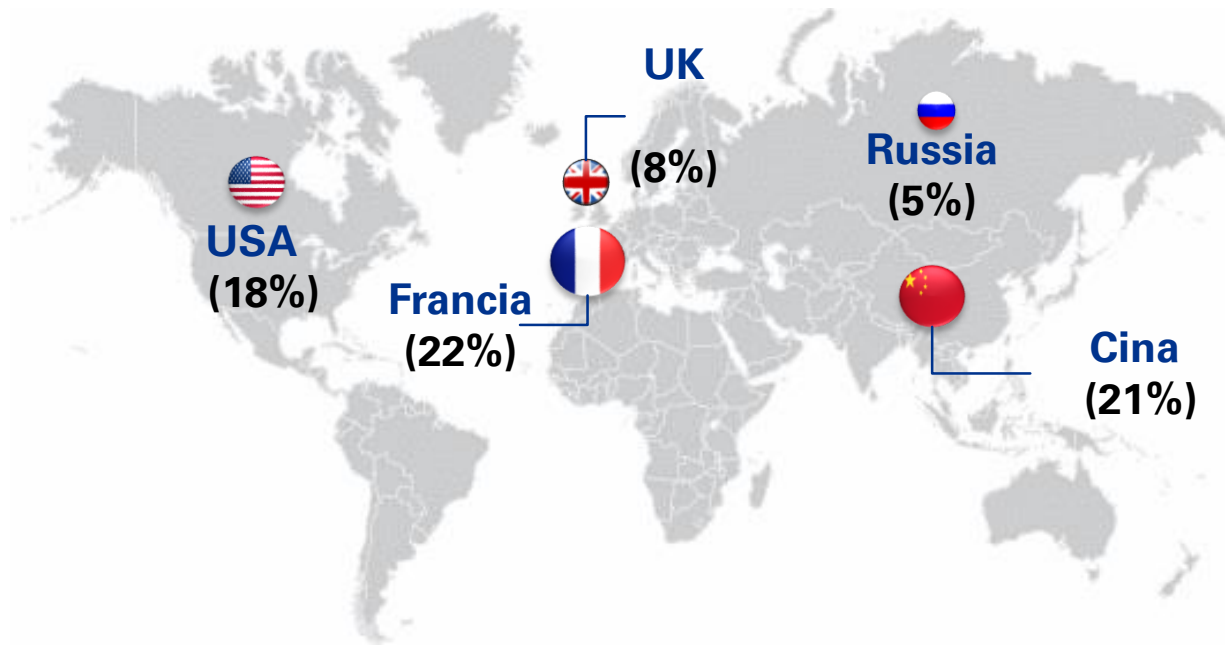 UK
(8%)
Russia
(5%)
USA
(18%)
Francia
(22%)
Cina
(21%)